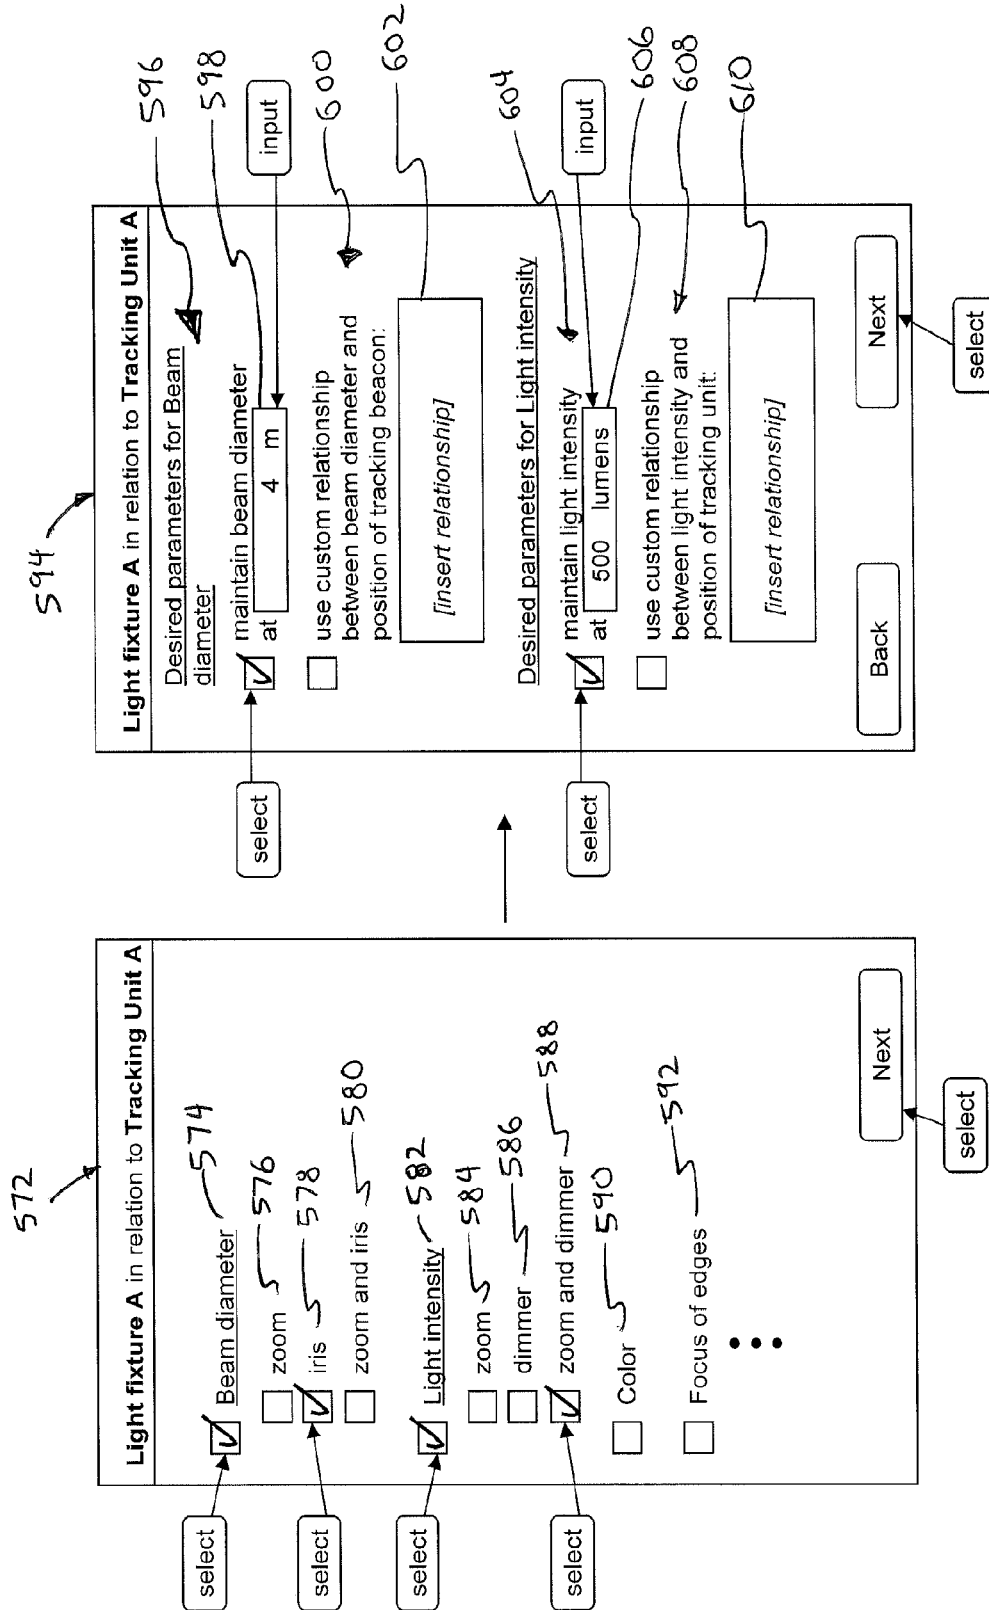 572
Light fixture A in relation to Tracking Unit A
select
Beam diameter 574
zoom 576
select
iris 578
zoom and iris 580
select
Light intensity 582
zoom 584
dimmer 586
select
zoom and dimmer 588
Color 590
Focus of edges 592
Next
select
594
Light fixture A in relation to Tracking Unit A
Desired parameters for Beam
diameter
596
select
maintain beam diameter
at 4 m
598
input
use custom relationship
between beam diameter and
position of tracking beacon:
600
[insert relationship]
602
Desired parameters for Light intensity
604
select
maintain light intensity
at 500 lumens
606
input
use custom relationship
between light intensity and
position of tracking unit:
608
[insert relationship]
610
Back
Next
select